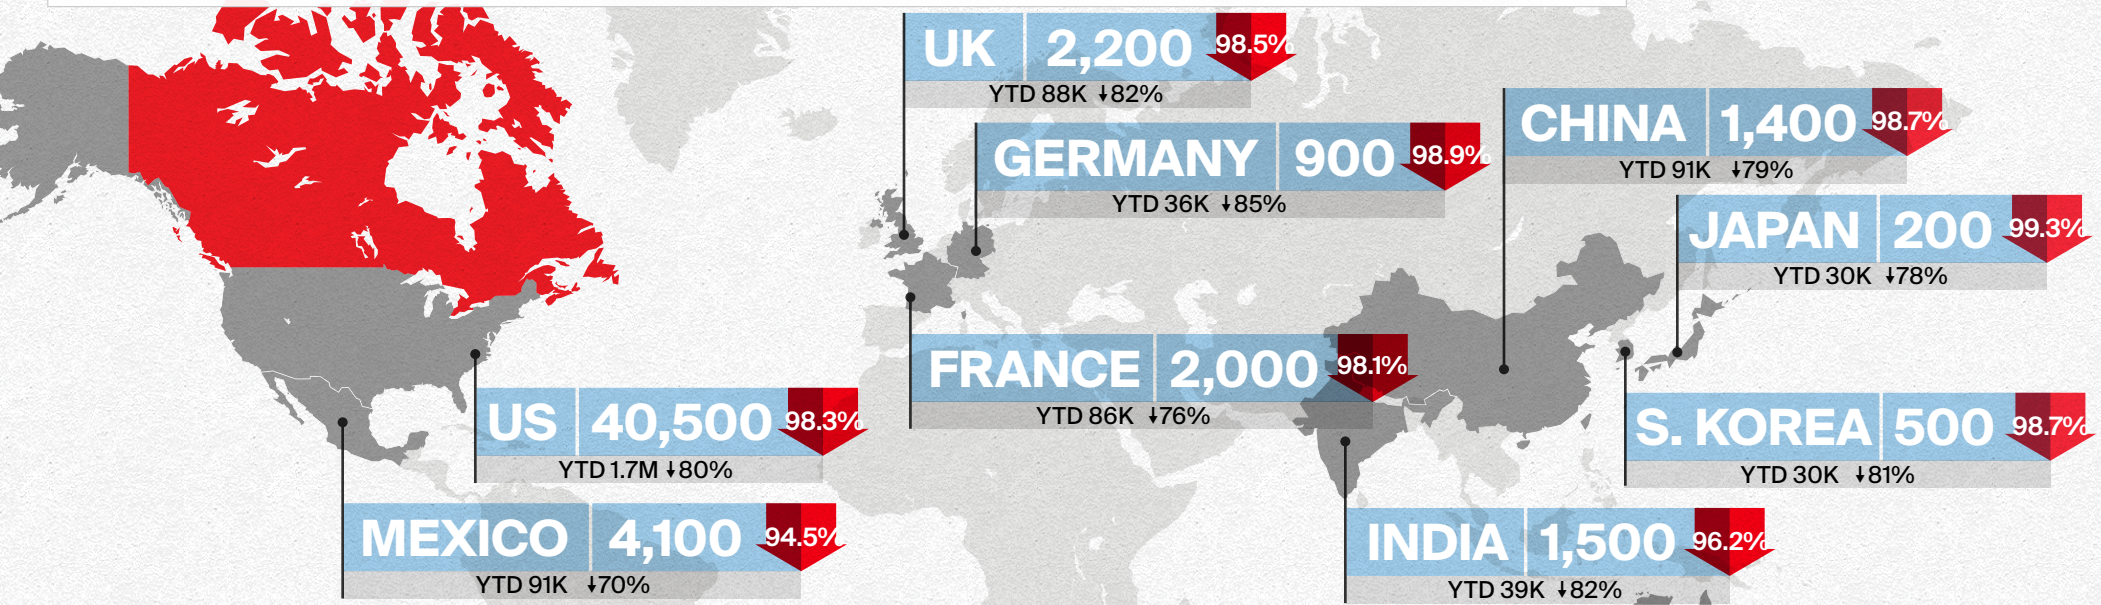 UK 2,200 98.5%
YTD 88K ↓82%
GERMANY 900 98.9%
YTD 36K ↓85%
CHINA 1,400 98.7%
YTD 91K ↓79%
JAPAN 200 99.3%
YTD 30K ↓78%
FRANCE 2,000 98.1%
YTD 86K ↓76%
US 40,500 98.3%
YTD 1.7M ↓80%
S. KOREA 500 98.7%
YTD 30K ↓81%
MEXICO 4,100 94.5%
YTD 91K ↓70%
INDIA 1,500 96.2%
YTD 39K ↓82%